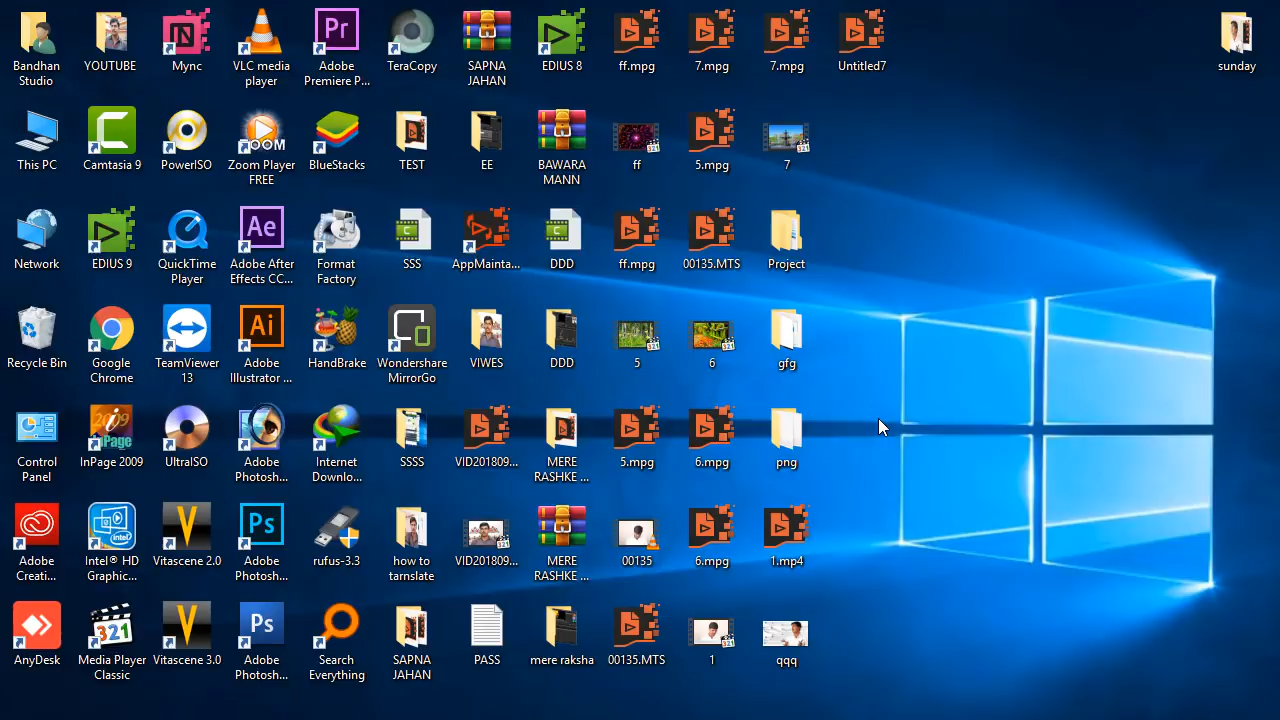 Bandhan
Studio
YOUTUBE
Mync
VLC media
player
Adobe
Premiere P...
TeraCopy
SAPNA
JAHAN
EDIUS 8
ff.mpg
7.mpg
7.mpg
Untitled7
sunday
This PC
Camtasia 9
PowerISO
Zoom Player
FREE
BlueStacks
TEST
EE
BAWARA
MANN
ff
5.mpg
7
Network
EDIUS 9
QuickTime
Player
Adobe After
Effects CC...
Format
Factory
SSS
AppMainta...
DDD
ff.mpg
00135.MTS
Project
Recycle Bin
Google
Chrome
TeamViewer
13
Adobe
Illustrator ...
HandBrake
Wondershare
MirrorGo
VIWES
DDD
5
6
gfg
Control
Panel
InPage 2009
UltraISO
Adobe
Photosh...
Internet
Downlo...
SSSS
VID201809...
MERE
RASHKE ...
5.mpg
6.mpg
png
Adobe
Creati...
Intel® HD
Graphic...
Vitascene 2.0
Adobe
Photosh...
rufus-3.3
how to
tarnslate
VID201809...
MERE
RASHKE ...
00135
6.mpg
1.mp4
AnyDesk
Media Player
Classic
Vitascene 3.0
Adobe
Photosh...
Search
Everything
SAPNA
JAHAN
PASS
mere raksha
00135.MTS
1
qqq